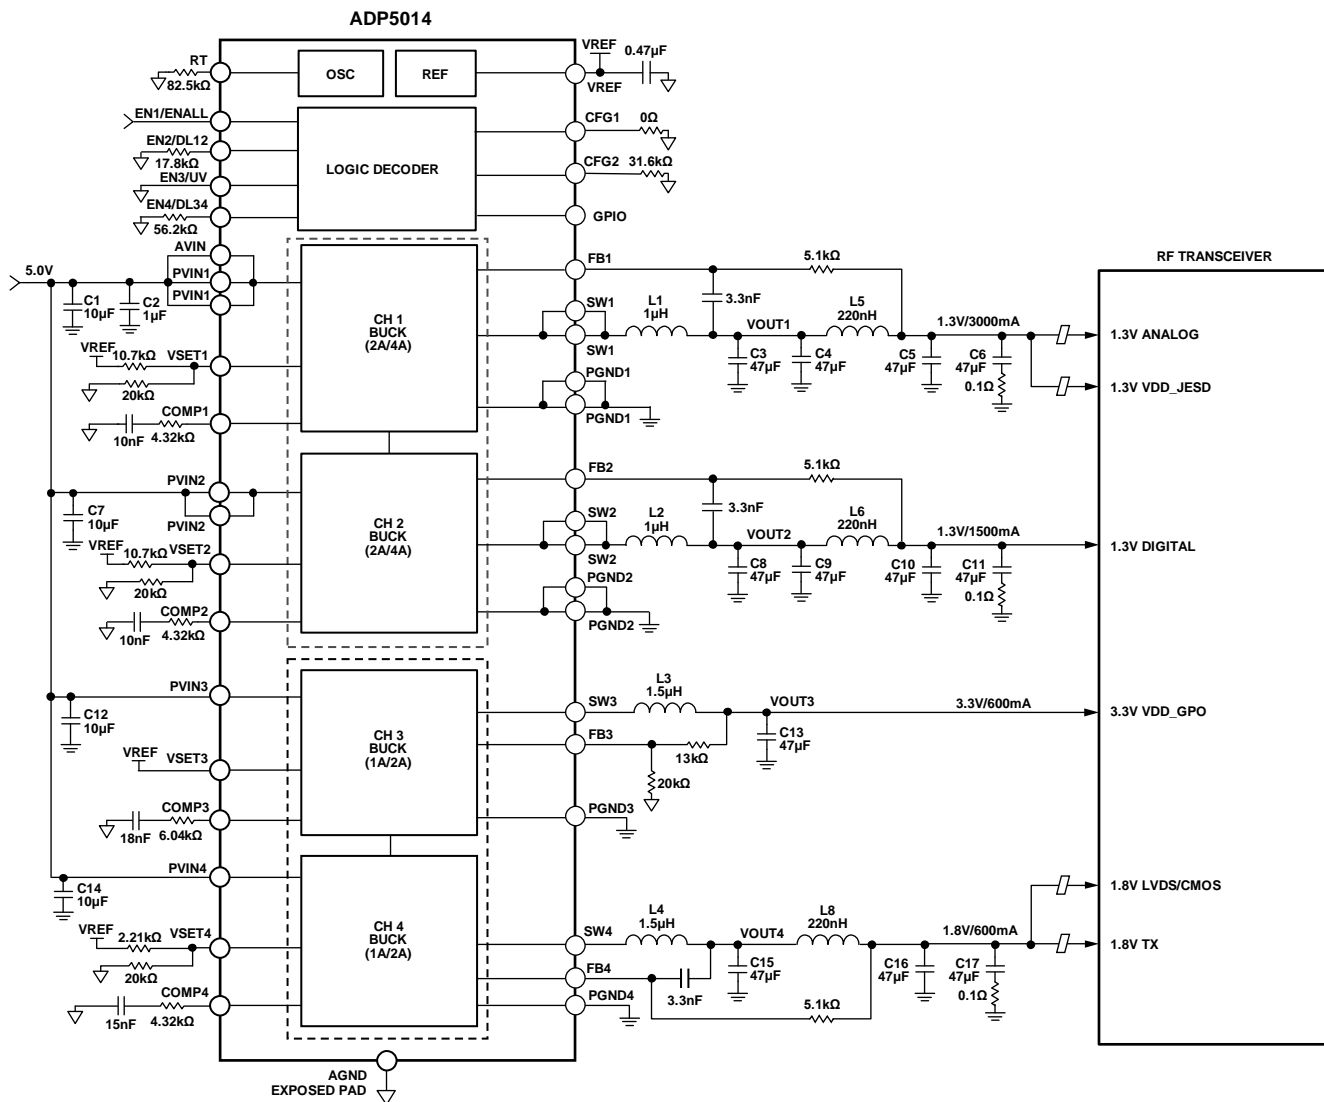 ADP5014
RT
82.5kΩ
OSC
REF
VREF
0.47µF
VREF
EN1/ENALL
EN2/DL12
17.8kΩ
EN3/UV
EN4/DL34
56.2kΩ
LOGIC DECODER
CFG1
0Ω
CFG2
31.6kΩ
GPIO
5.0V
AVIN
PVIN1
PVIN1
C1
10µF
C2
1µF
VREF
10.7kΩ
VSET1
20kΩ
COMP1
10nF
4.32kΩ
CH 1
BUCK
(2A/4A)
FB1
SW1
SW1
PGND1
PGND1
L1
1µH
3.3nF
5.1kΩ
VOUT1
L5
220nH
C3
47µF
C4
47µF
C5
47µF
C6
47µF
0.1Ω
1.3V/3000mA
RF TRANSCEIVER
1.3V ANALOG
1.3V VDD_JESD
PVIN2
PVIN2
C7
10µF
VREF
10.7kΩ
VSET2
20kΩ
COMP2
10nF
4.32kΩ
CH 2
BUCK
(2A/4A)
FB2
SW2
SW2
PGND2
PGND2
L2
1µH
3.3nF
5.1kΩ
VOUT2
L6
220nH
C8
47µF
C9
47µF
C10
47µF
C11
47µF
0.1Ω
1.3V/1500mA
1.3V DIGITAL
PVIN3
C12
10µF
VREF
VSET3
COMP3
18nF
6.04kΩ
CH 3
BUCK
(1A/2A)
SW3
FB3
PGND3
L3
1.5µH
VOUT3
13kΩ
20kΩ
C13
47µF
3.3V/600mA
3.3V VDD_GPO
PVIN4
C14
10µF
VREF
2.21kΩ
VSET4
20kΩ
COMP4
15nF
4.32kΩ
CH 4
BUCK
(1A/2A)
SW4
FB4
PGND4
L4
1.5µH
VOUT4
L8
220nH
C15
47µF
3.3nF
5.1kΩ
C16
47µF
C17
47µF
0.1Ω
1.8V/600mA
1.8V LVDS/CMOS
1.8V TX
AGND
EXPOSED PAD